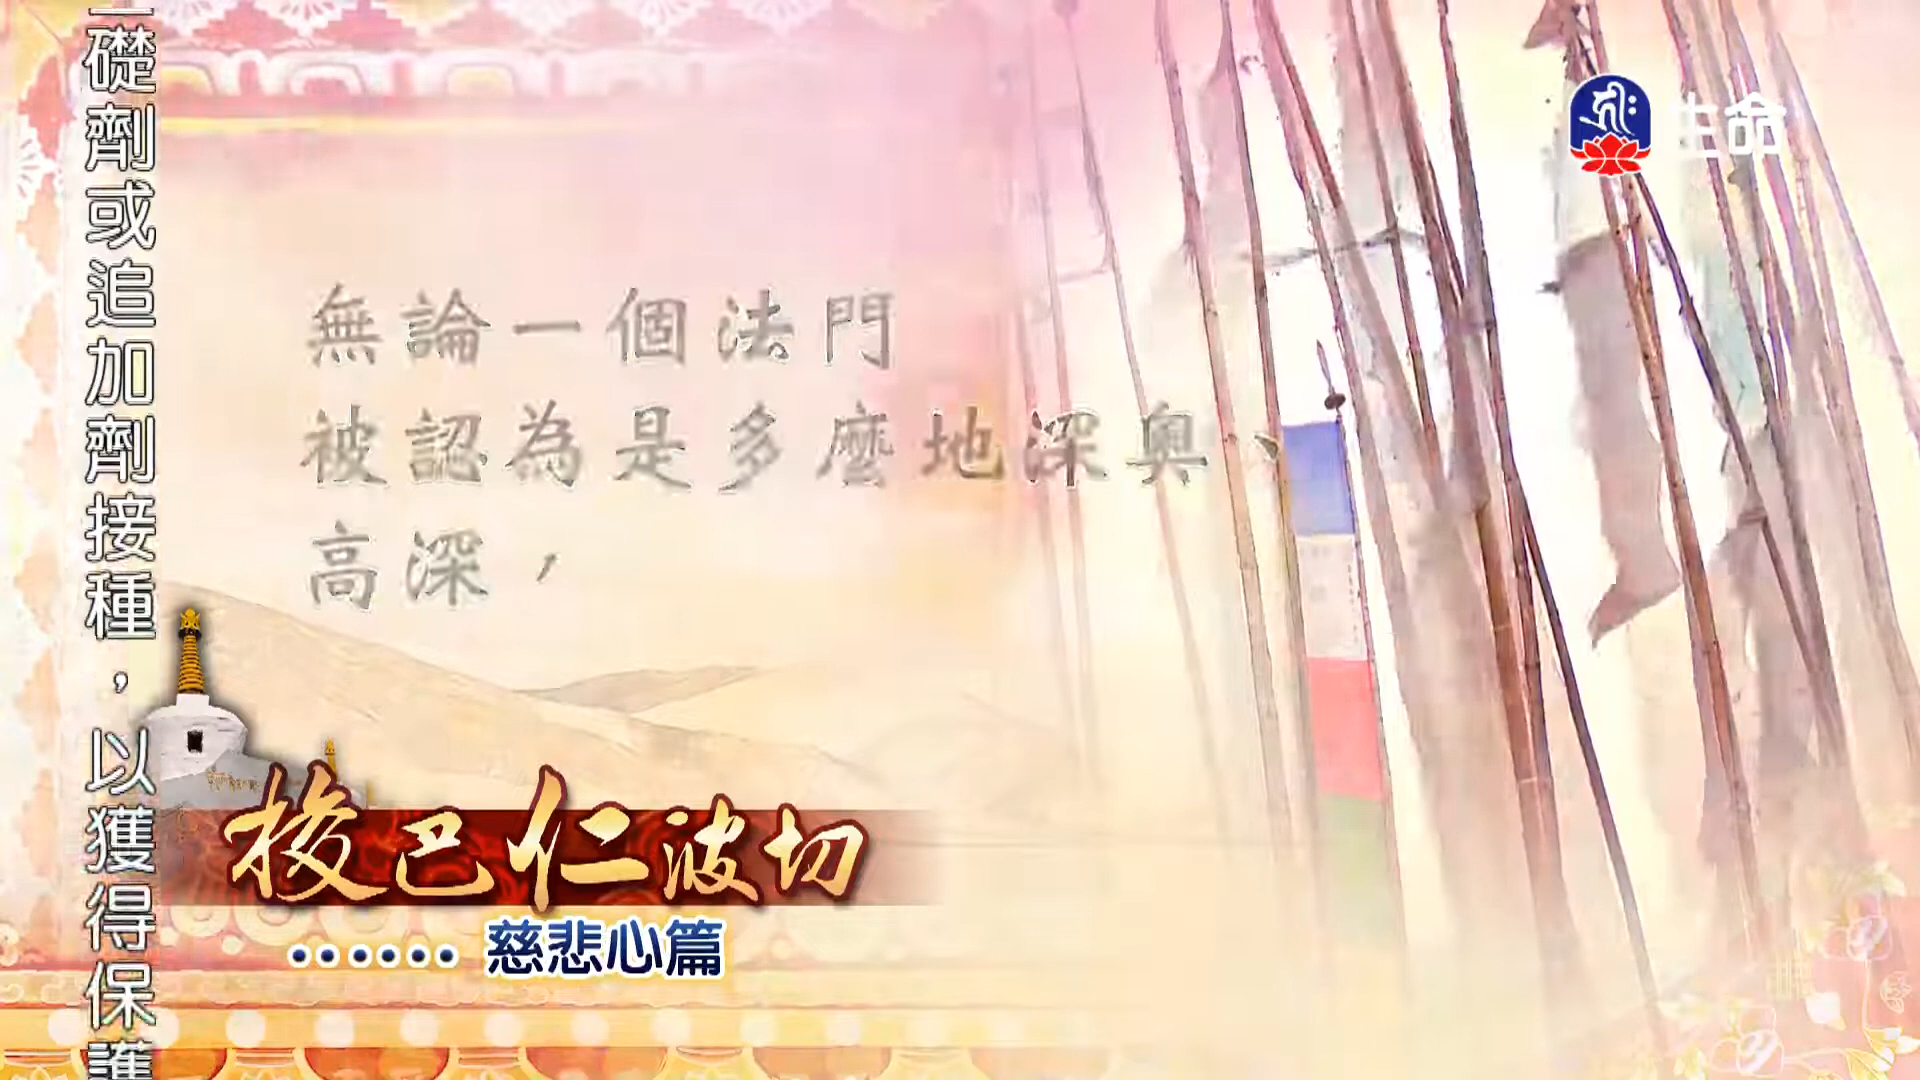 礎劑或追加劑接種，以獲得保護
生命
無論一個法門
被認為是多麼地深奧、
高深，
梭巴仁波切
…… 慈悲心篇